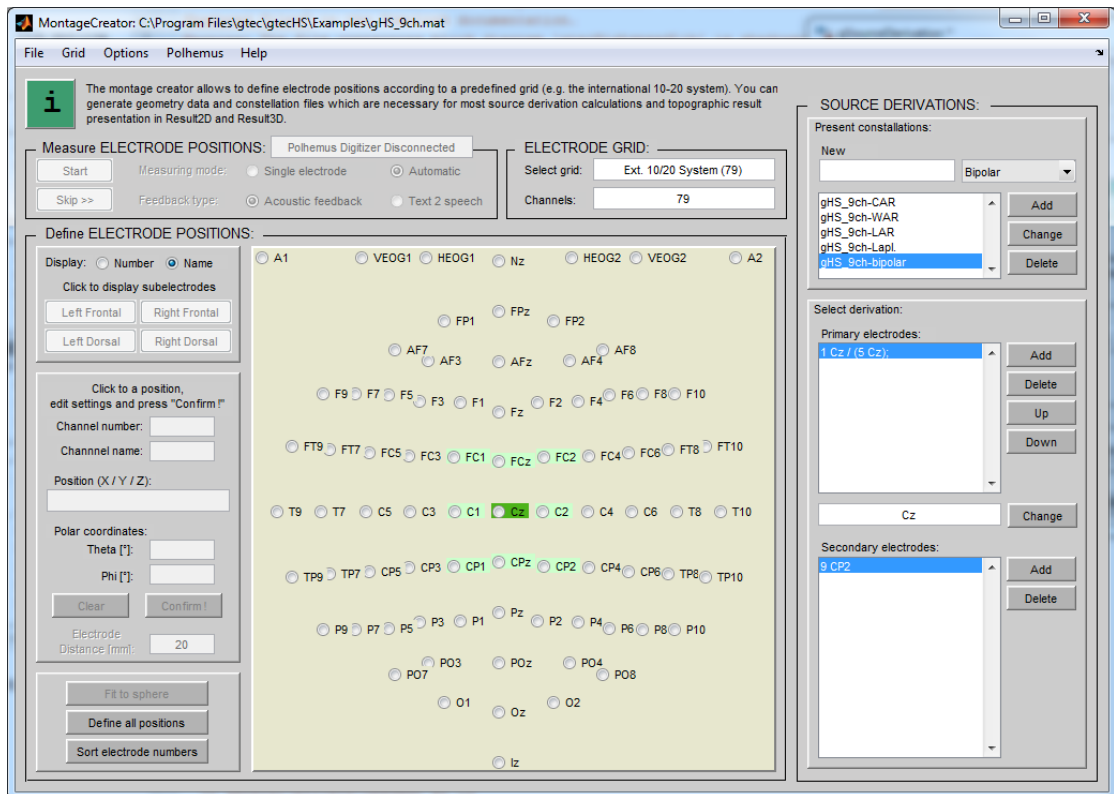 MontageCreator: C:\Program Files\gtec\gtecHS\Examples\gHS_9ch.mat
File Grid Options Polhemus Help
i
The montage creator allows to define electrode positions according to a predefined grid (e.g. the international 10-20 system). You can
generate geometry data and constellation files which are necessary for most source derivation calculations and topographic result
presentation in Result2D and Result3D.
Measure ELECTRODE POSITIONS: Polhemus Digitizer Disconnected
Start Measuring mode: Single electrode Automatic
Skip >> Feedback type: Acoustic feedback Text 2 speech
ELECTRODE GRID:
Select grid: Ext. 10/20 System (79)
Channels: 79
Define ELECTRODE POSITIONS:
Display: Number Name
Click to display subelectrodes
Left Frontal Right Frontal
Left Dorsal Right Dorsal
Click to a position,
edit settings and press "Confirm !"
Channel number:
Channnel name:
Position (X / Y / Z):
Polar coordinates:
Theta [°]:
Phi [°]:
Clear Confirm !
Electrode
Distance [mm]: 20
Fit to sphere
Define all positions
Sort electrode numbers
A1 VEOG1 HEOG1 Nz HEOG2 VEOG2 A2
FP1 FPz FP2
AF7 AF3 AFz AF4 AF8
F9 F7 F5 F3 F1 Fz F2 F4 F6 F8 F10
FT9 FT7 FC5 FC3 FC1 FCz FC2 FC4 FC6 FT8 FT10
T9 T7 C5 C3 C1 Cz C2 C4 C6 T8 T10
TP9 TP7 CP5 CP3 CP1 CPz CP2 CP4 CP6 TP8 TP10
P9 P7 P5 P3 P1 Pz P2 P4 P6 P8 P10
PO7 PO3 POz PO4 PO8
O1 Oz O2
Iz
SOURCE DERIVATIONS:
Present constallations:
New
Bipolar
gHS_9ch-CAR
gHS_9ch-WAR
gHS_9ch-LAR
gHS_9ch-Lapl.
gHS_9ch-bipolar
Add
Change
Delete
Select derivation:
Primary electrodes:
1 Cz / (5 Cz);
Add
Delete
Up
Down
Cz Change
Secondary electrodes:
9 CP2
Add
Delete